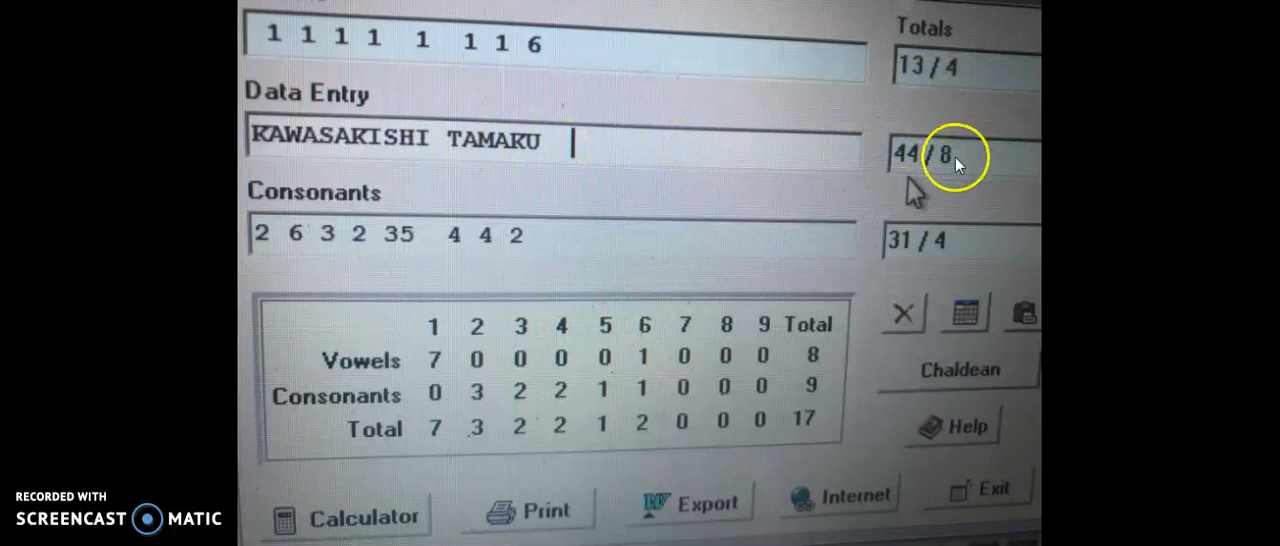 Totals
1 1 1 1 1 1 1 6
13 / 4
Data Entry
KAWASAKISHI TAMAKU
44 / 8
Consonants
2 6 3 2 35 4 4 2
31 / 4
1 2 3 4 5 6 7 8 9 Total
Vowels 7 0 0 0 0 1 0 0 0 8
Consonants 0 3 2 2 1 1 0 0 0 9
Total 7 3 2 2 1 2 0 0 0 17
Chaldean
Help
Calculator
Print
Export
Internet
Exit
RECORDED WITH
SCREENCAST MATIC